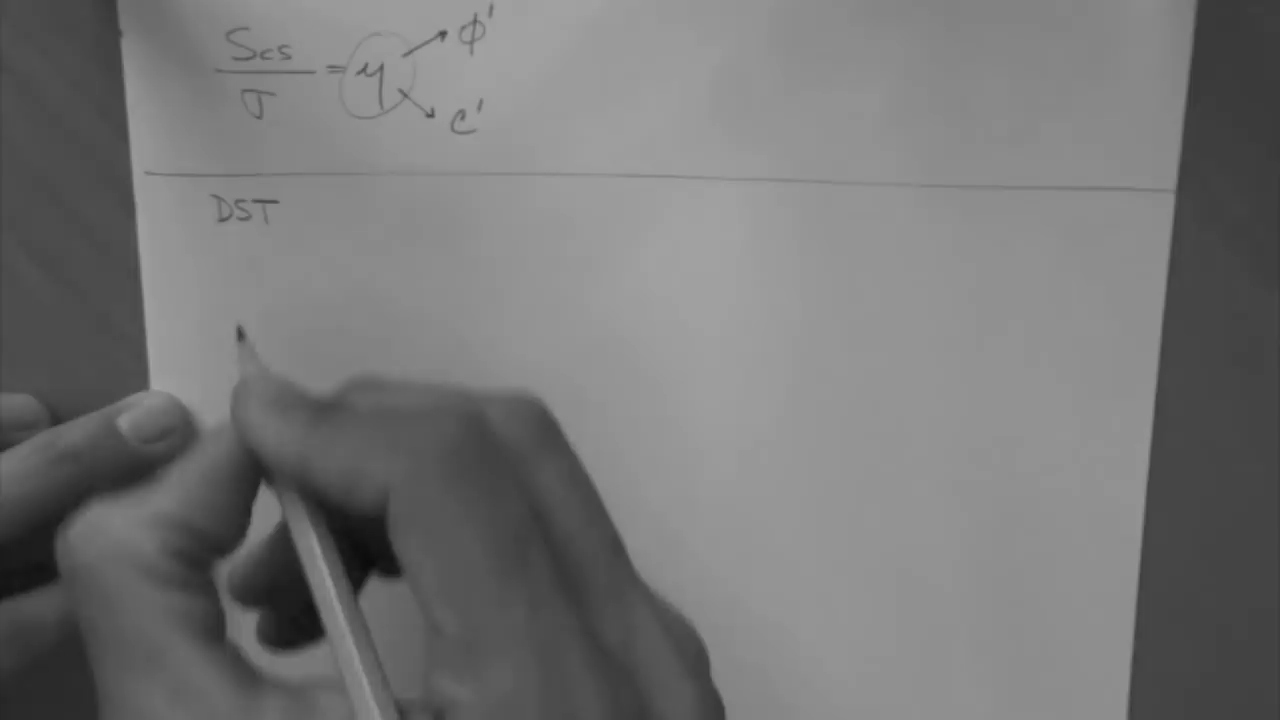 Scs / σ = η → φ'
→ c'
DST